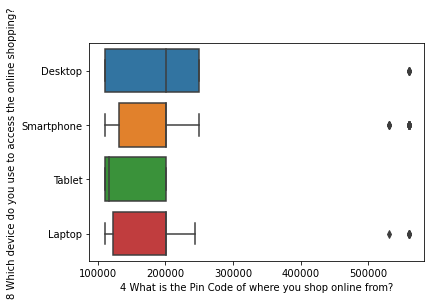 8 Which device do you use to access the online shopping?
Desktop
Smartphone
Tablet
Laptop
100000 200000 300000 400000 500000
4 What is the Pin Code of where you shop online from?